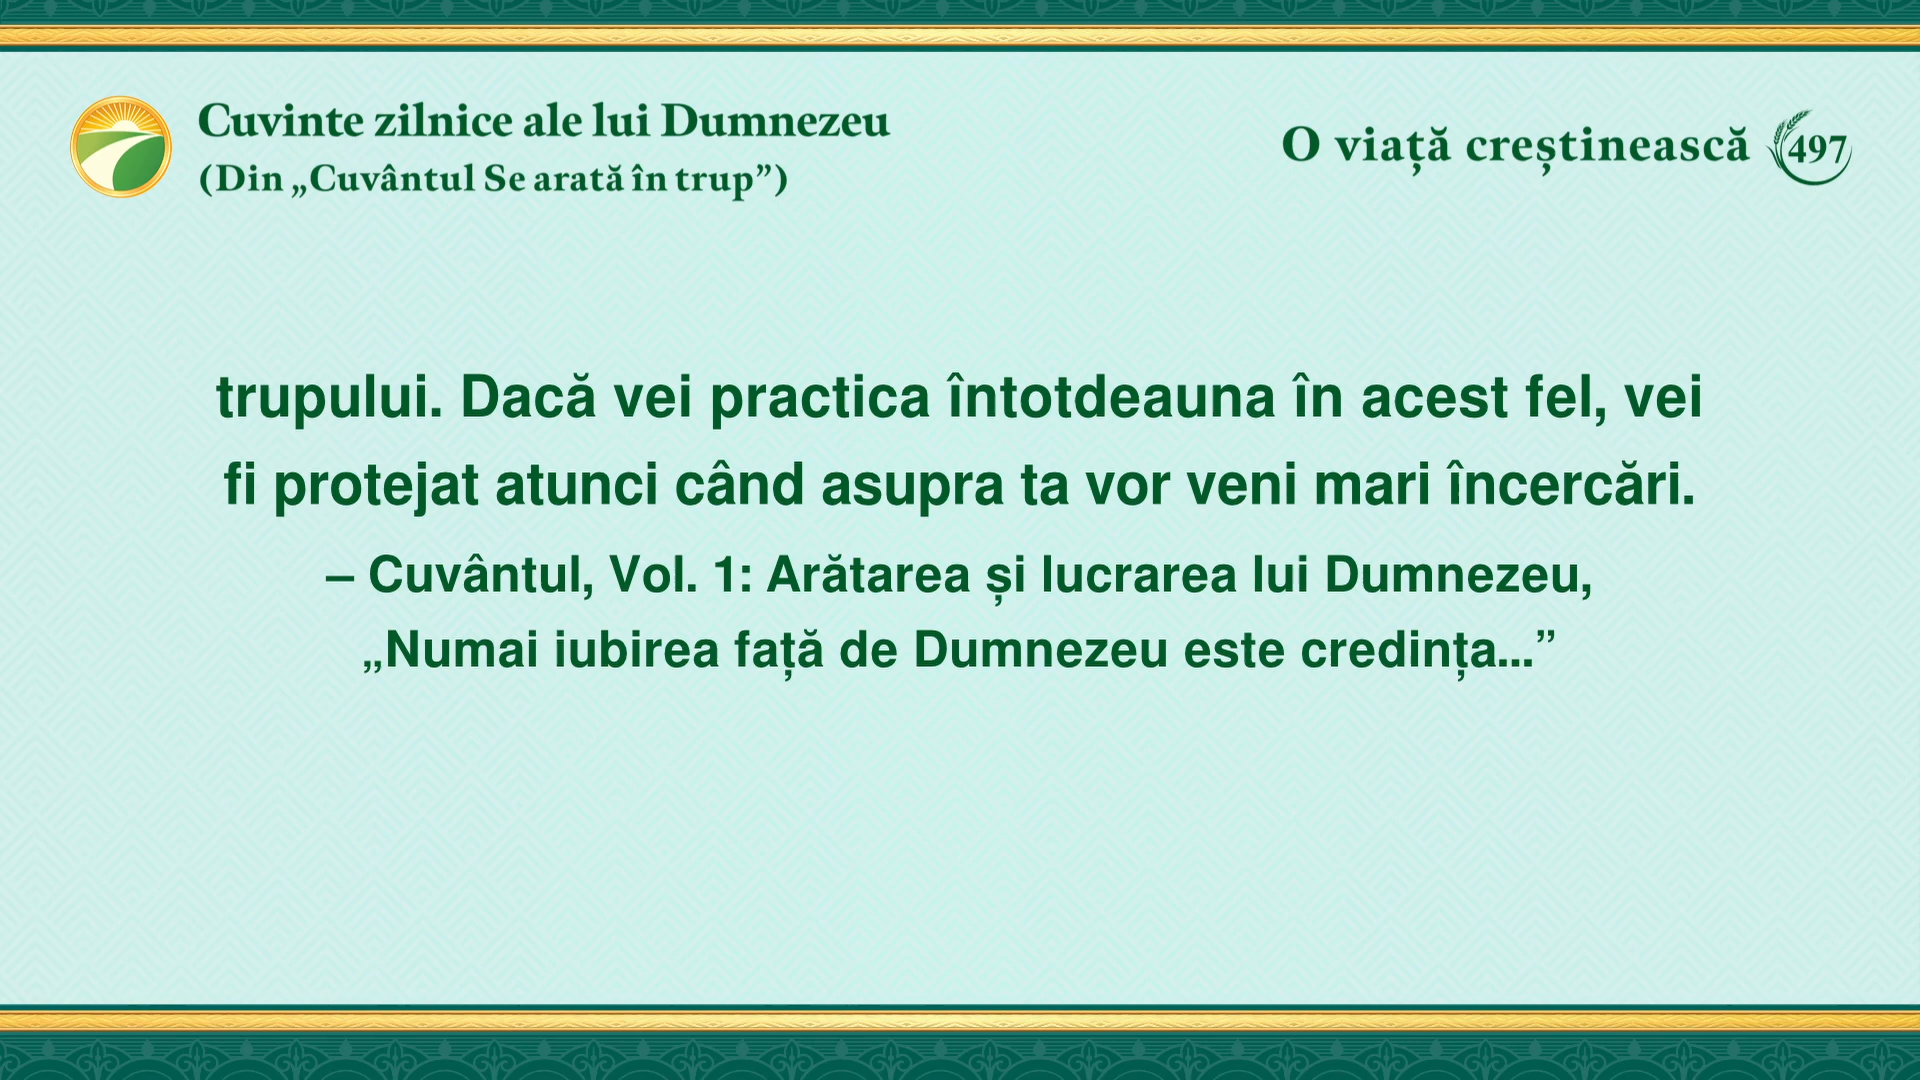 Cuvinte zilnice ale lui Dumnezeu
(Din „Cuvântul Se arată în trup”)
O viață creștinească 497
trupului. Dacă vei practica întotdeauna în acest fel, vei
fi protejat atunci când asupra ta vor veni mari încercări.
– Cuvântul, Vol. 1: Arătarea și lucrarea lui Dumnezeu,
„Numai iubirea față de Dumnezeu este credința...”